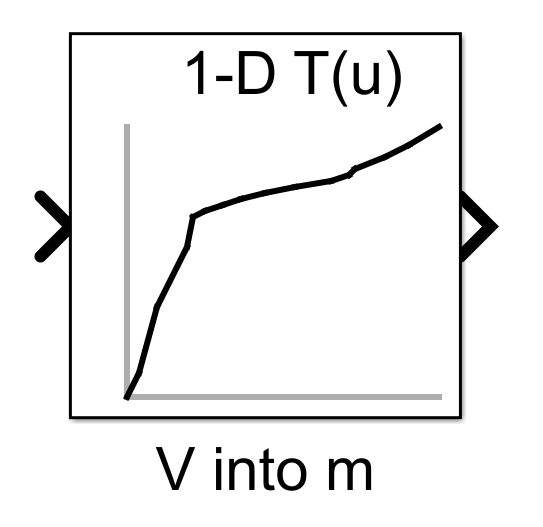 1-D T(u)
V into m